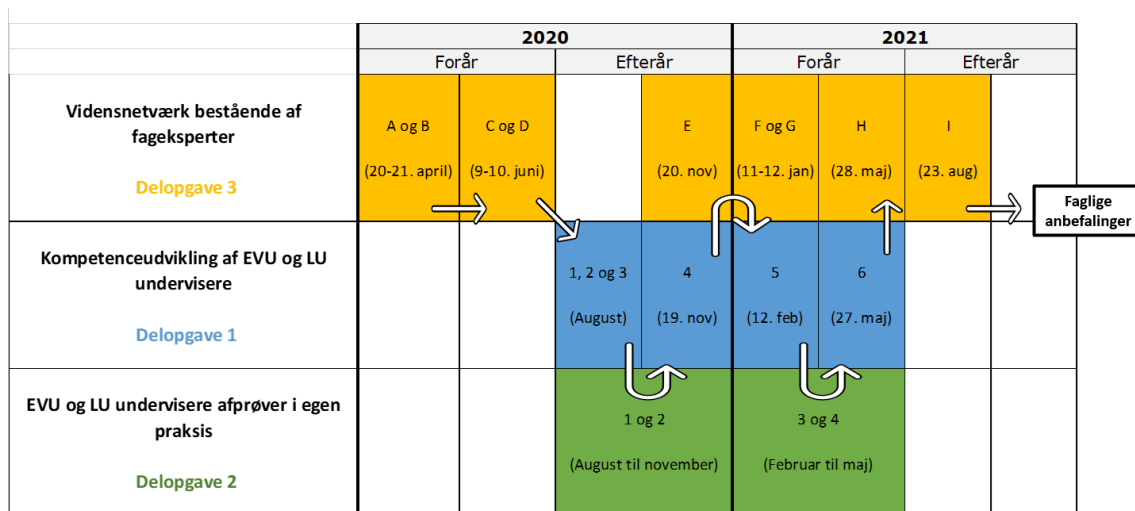 2020
2021
Forår
Efterår
Forår
Efterår
Vidensnetværk bestående af
fageksperter
Delopgave 3
A og B
(20-21. april)
C og D
(9-10. juni)
E
(20. nov)
F og G
(11-12. jan)
H
(28. maj)
I
(23. aug)
Faglige
anbefalinger
Kompetenceudvikling af EVU og LU
undervisere
Delopgave 1
1, 2 og 3
(August)
4
(19. nov)
5
(12. feb)
6
(27. maj)
EVU og LU undervisere afprøver i egen
praksis
Delopgave 2
1 og 2
(August til november)
3 og 4
(Februar til maj)